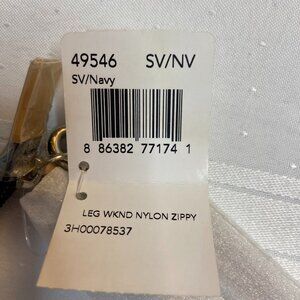 49546 SV/NV
SV/Navy
8 86382 77174 1
LEG WKND NYLON ZIPPY
3H00078537